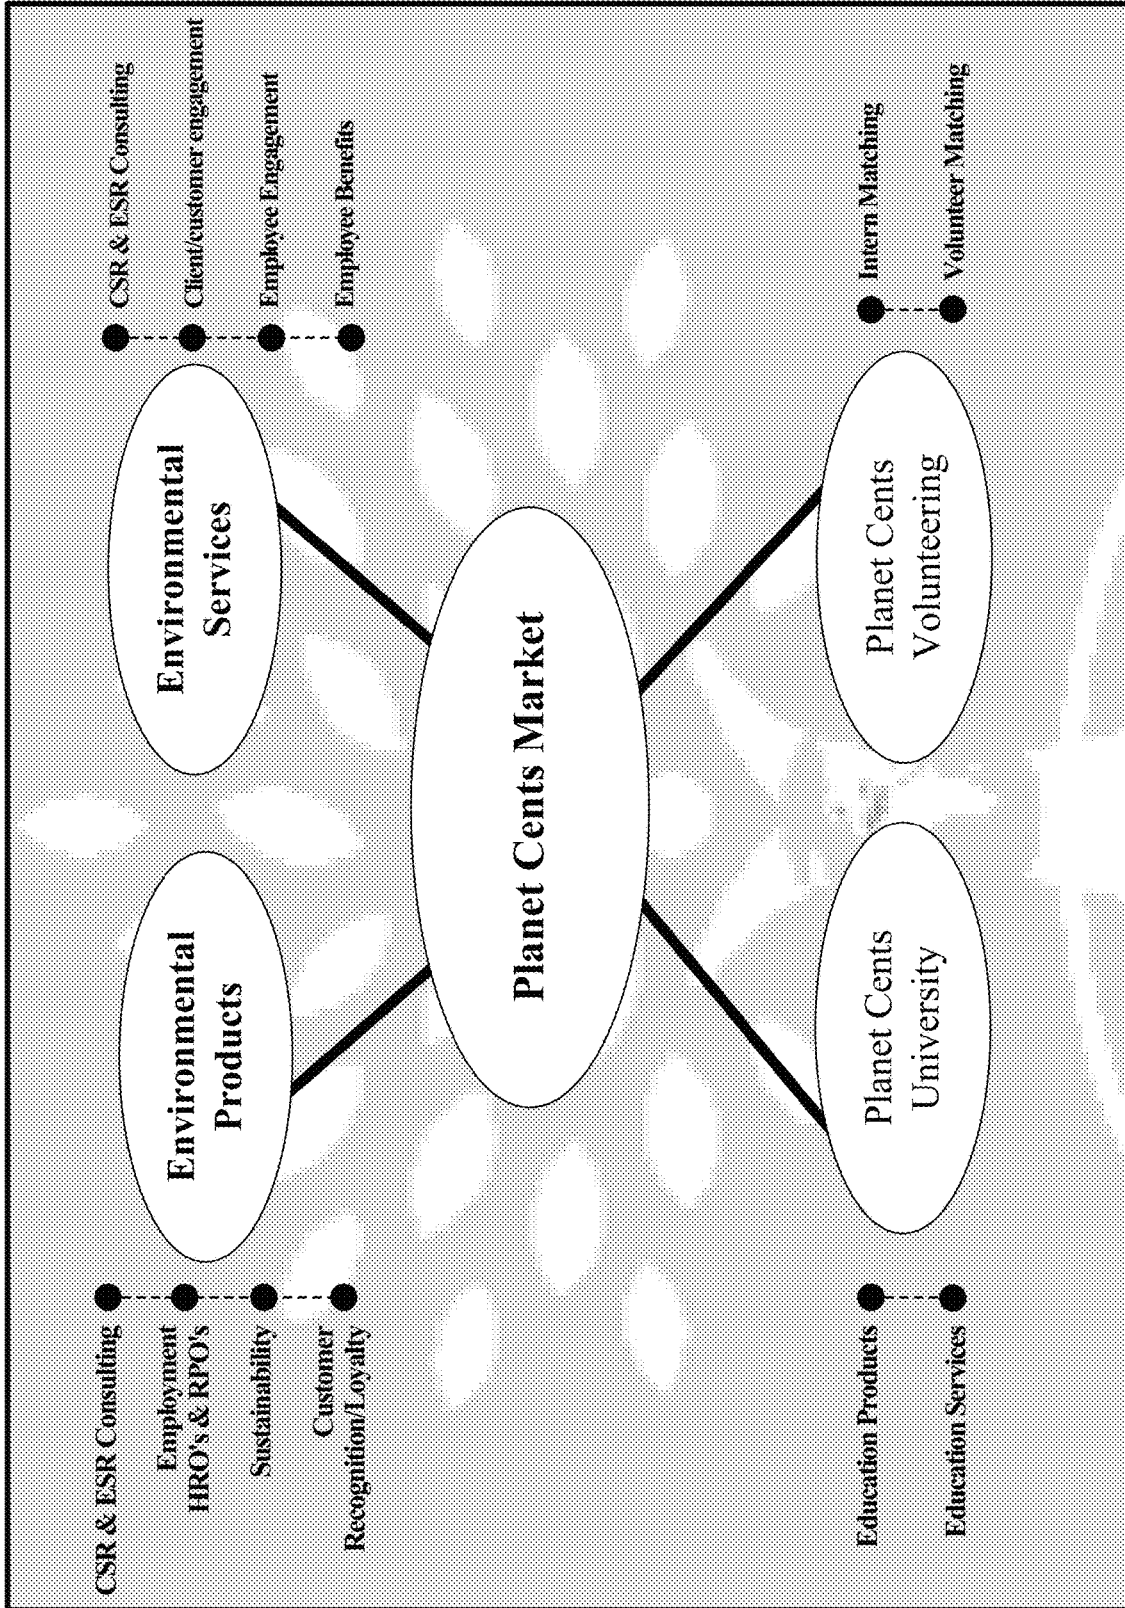 CSR & ESR Consulting
Employment
HRO's & RPO's
Sustainability
Customer
Recognition/Loyalty
Environmental
Products
Environmental
Services
CSR & ESR Consulting
Client/customer engagement
Employee Engagement
Employee Benefits
Planet Cents Market
Education Products
Education Services
Planet Cents
University
Planet Cents
Volunteering
Intern Matching
Volunteer Matching